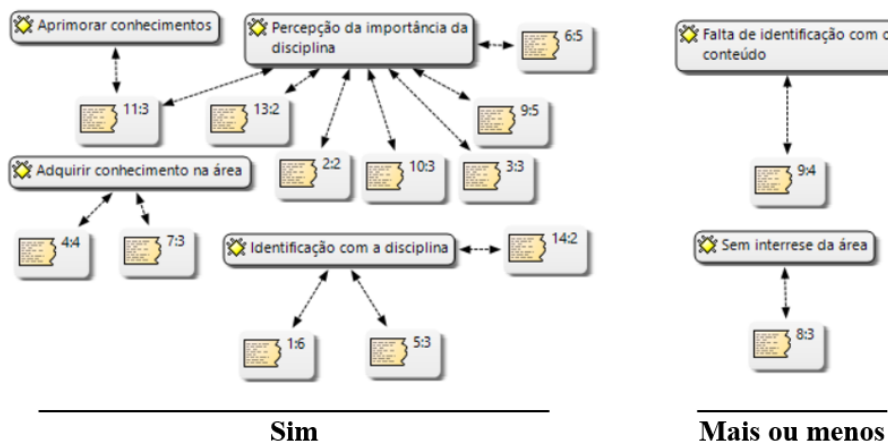 Aprimorar conhecimentos
Percepção da importância da
disciplina
6:5
11:3
13:2
9:5
2:2
10:3
3:3
Adquirir conhecimento na área
4:4
7:3
Identificação com a disciplina
14:2
1:6
5:3
Sim
Falta de identificação com
conteúdo
9:4
Sem interrese da área
8:3
Mais ou menos